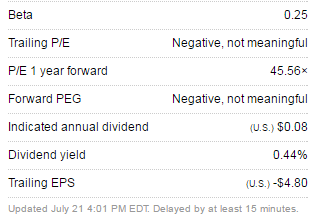 Beta 0.25
Trailing P/E Negative, not meaningful
P/E 1 year forward 45.56×
Forward PEG Negative, not meaningful
Indicated annual dividend (U.S.) $0.08
Dividend yield 0.44%
Trailing EPS (U.S.) -$4.80
Updated July 21 4:01 PM EDT. Delayed by at least 15 minutes.